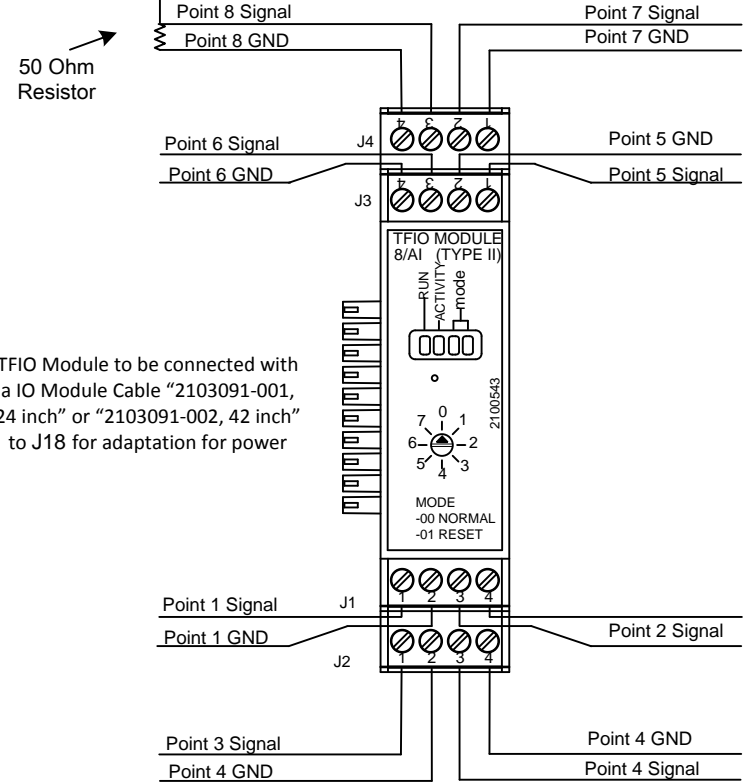 Point 8 Signal
Point 7 Signal
Point 8 GND
Point 7 GND
50 Ohm
Resistor
4 3 2 1
Point 6 Signal
J4
Point 5 GND
Point 6 GND
Point 5 Signal
4 3 2 1
J3
TFIO MODULE
8/AI (TYPE II)
RUN
ACTIVITY
mode
TFIO Module to be connected with
a IO Module Cable “2103091-001,
24 inch” or “2103091-002, 42 inch”
to J18 for adaptation for power
2100543
0
7 1
6 2
5 3
4
MODE
-00 NORMAL
-01 RESET
1 2 3 4
Point 1 Signal
J1
Point 1 GND
Point 2 Signal
1 2 3 4
J2
Point 3 Signal
Point 4 GND
Point 4 GND
Point 4 Signal